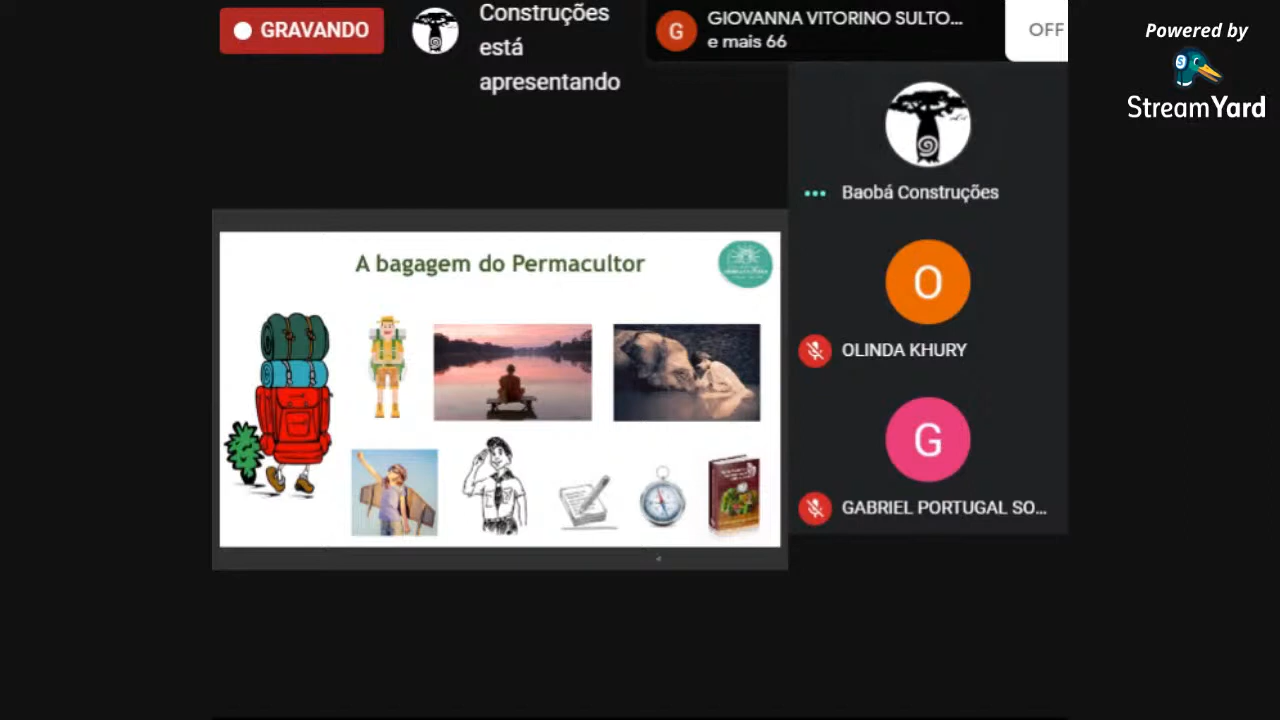 GRAVANDO
Construções
está
apresentando
G
GIOVANNA VITORINO SULTO...
e mais 66
OFF
Powered by
StreamYard
Baobá Construções
O
OLINDA KHURY
G
GABRIEL PORTUGAL SO...
A bagagem do Permacultor